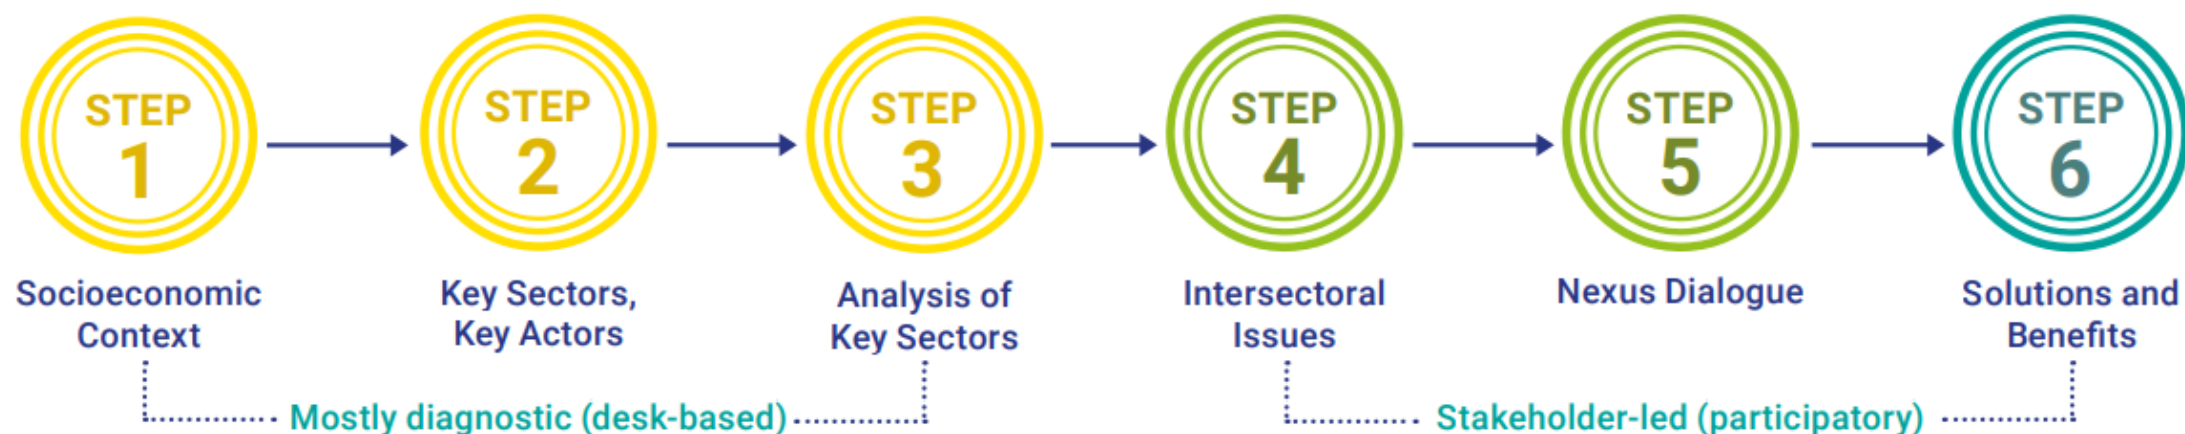 STEP
1
STEP
2
STEP
3
STEP
4
STEP
5
STEP
6
Socioeconomic
Context
Key Sectors,
Key Actors
Analysis of
Key Sectors
Intersectoral
Issues
Nexus Dialogue
Solutions and
Benefits
Mostly diagnostic (desk-based)
Stakeholder-led (participatory)